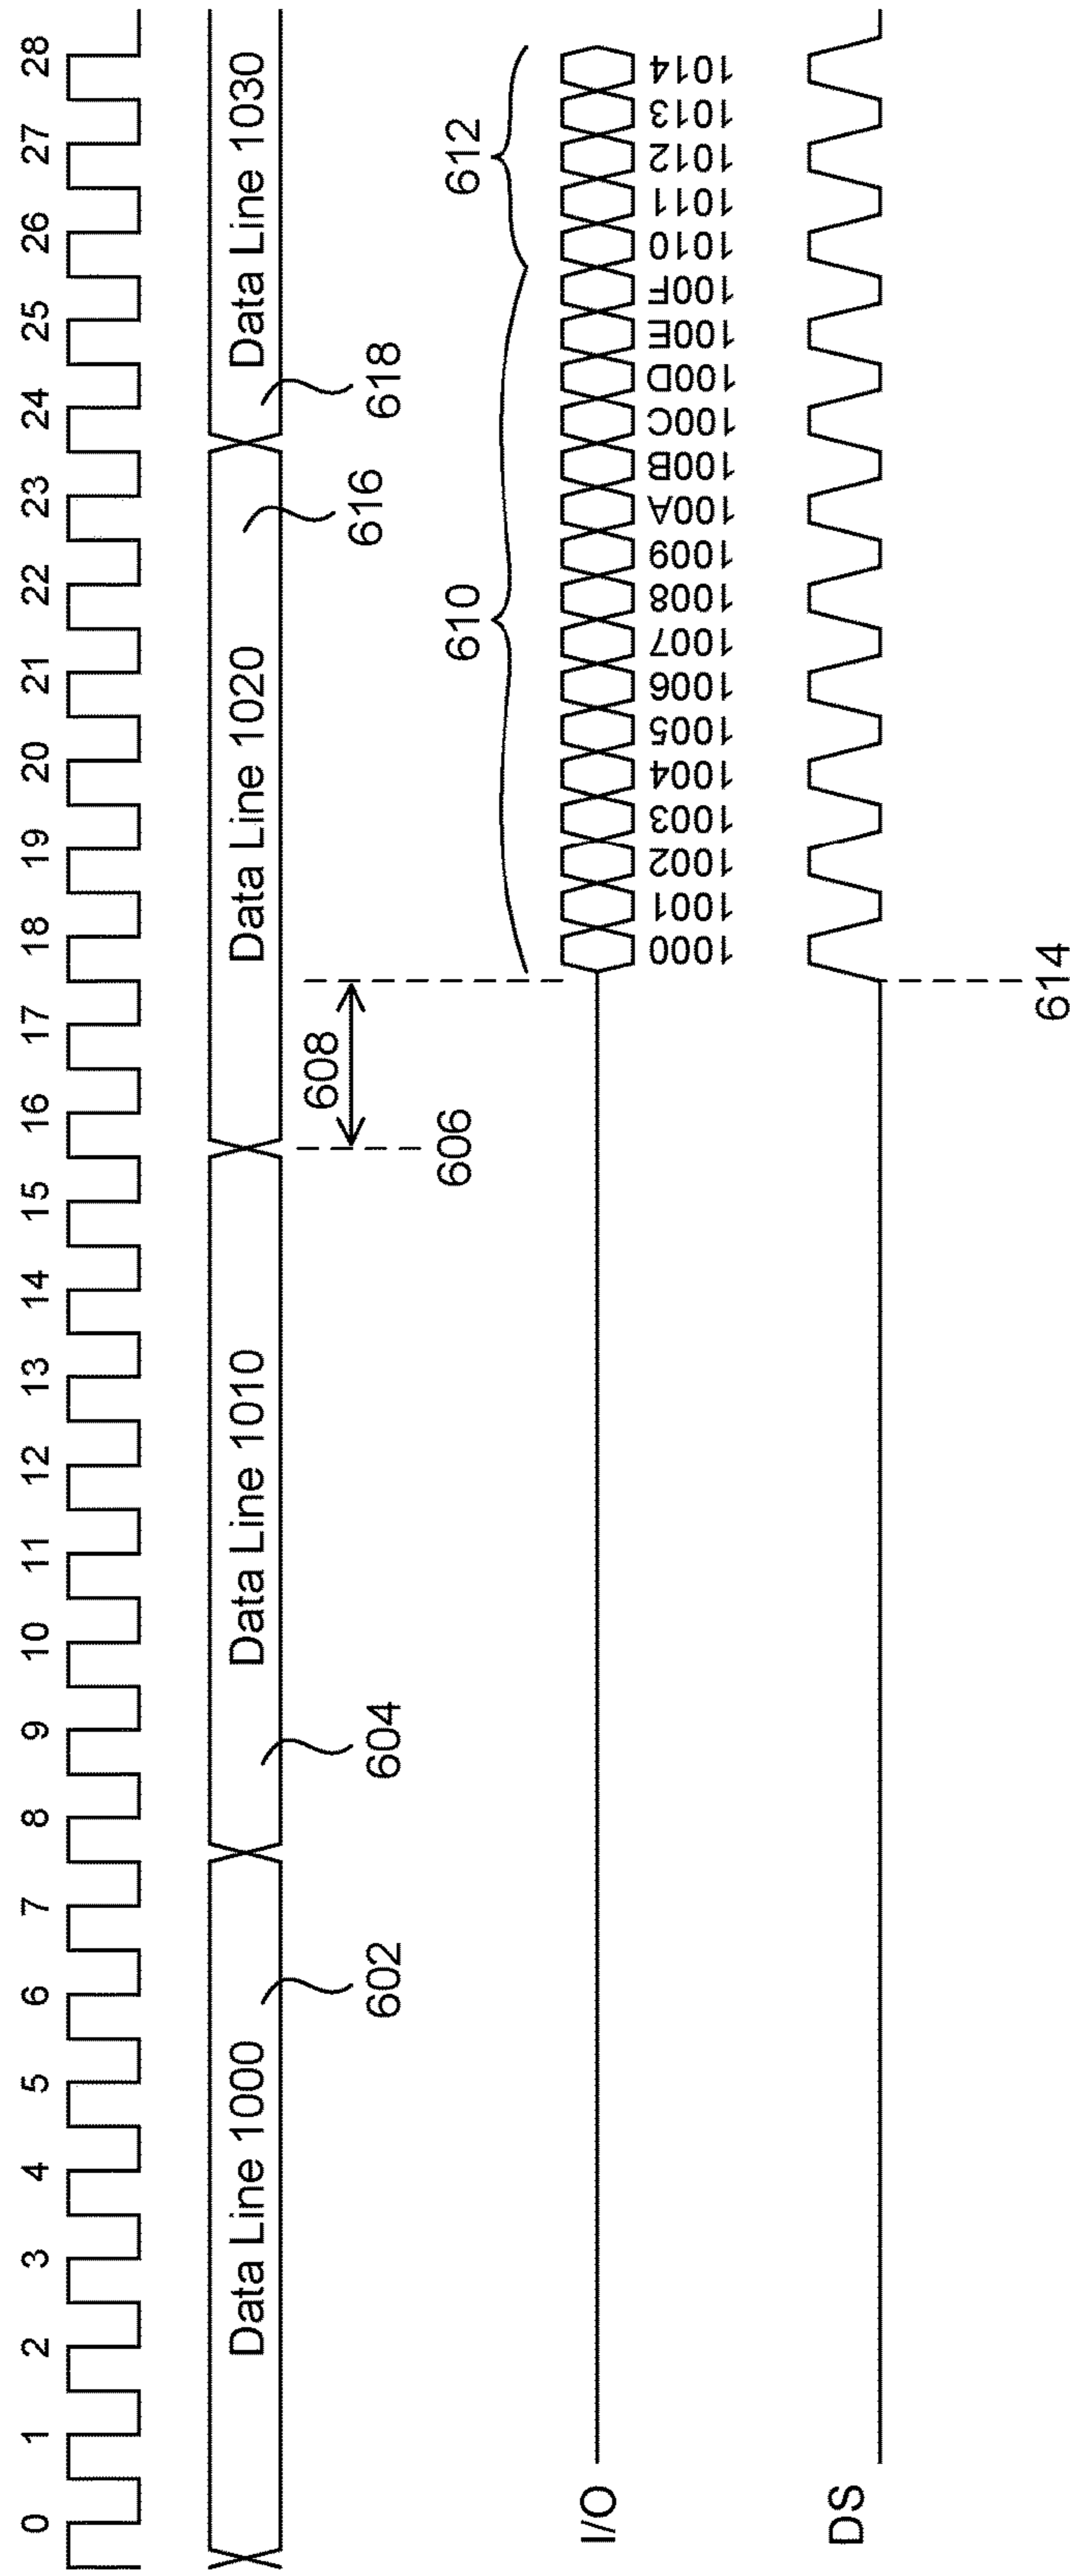 0 1 2 3 4 5 6 7 8 9 10 11 12 13 14 15 16 17 18 19 20 21 22 23 24 25 26 27 28
Data Line 1000 Data Line 1010 Data Line 1020 Data Line 1030
602 604 608 616 618
606 610 612
I/O
1000 1001 1002 1003 1004 1005 1006 1007 1008 1009 100A 100B 100C 100D 100E 100F 1010 1011 1012 1013 1014
DS
614